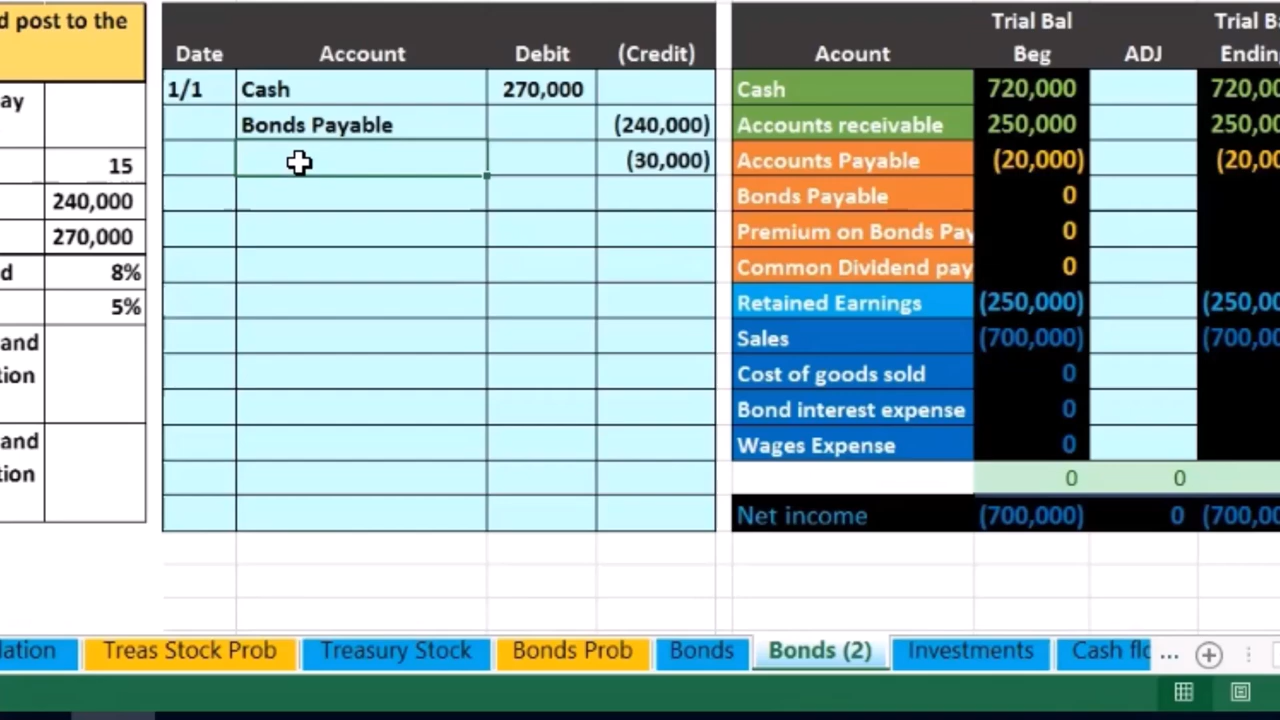 d post to the
ay
15
240,000
270,000
d 8%
5%
and
tion
and
tion
Date Account Debit (Credit)
1/1 Cash 270,000
Bonds Payable (240,000)
(30,000)
Trial Bal Trial Ba
Acount Beg ADJ Ending
Cash 720,000 720,00
Accounts receivable 250,000 250,00
Accounts Payable (20,000) (20,00
Bonds Payable 0
Premium on Bonds Pay 0
Common Dividend pay 0
Retained Earnings (250,000) (250,00
Sales (700,000) (700,00
Cost of goods sold 0
Bond interest expense 0
Wages Expense 0
0 0
Net income (700,000) 0 (700,00
lation Treas Stock Prob Treasury Stock Bonds Prob Bonds Bonds (2) Investments Cash flo ...